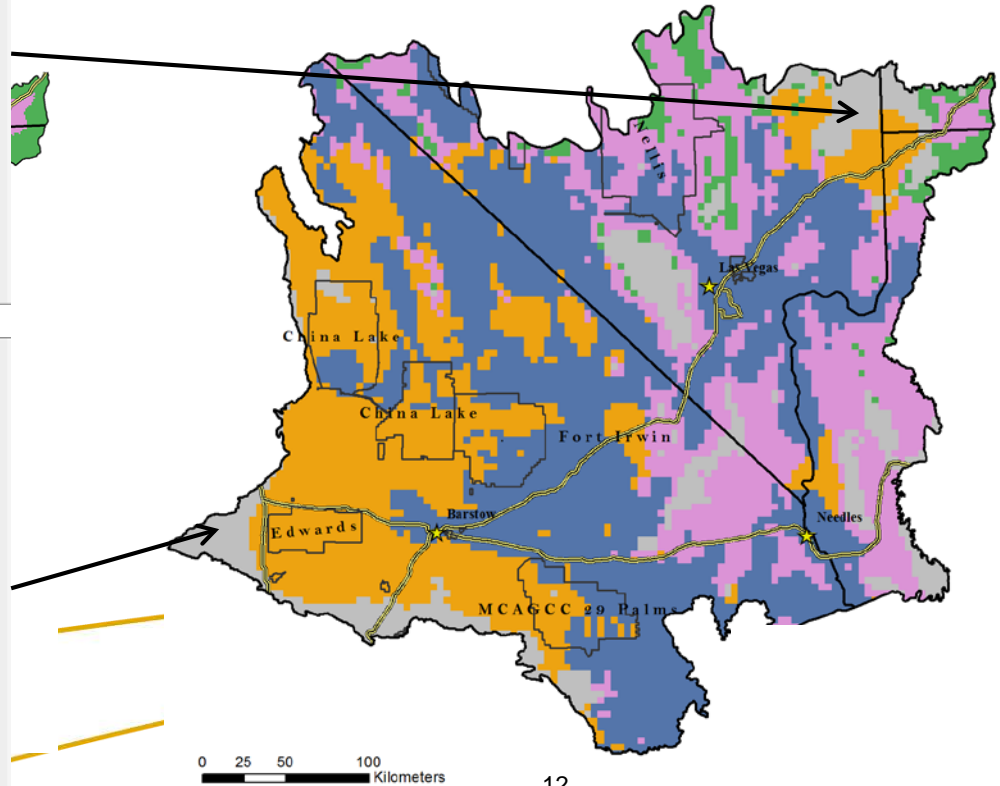 Nellis
Las Vegas
China Lake
China Lake
Fort Irwin
Barstow
Needles
Edwards
MCAGCC 29 Palms
0 25 50 100
Kilometers
12